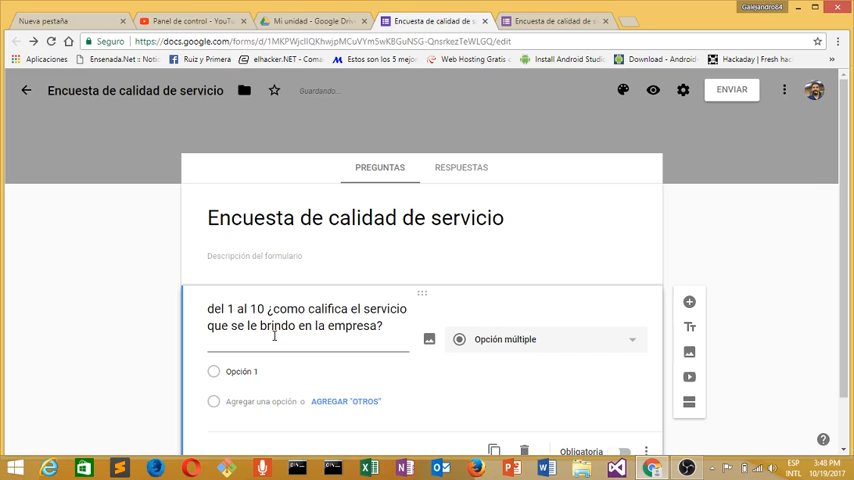 Galejandro84
Nueva pestaña
Panel de control - YouTu
Mi unidad - Google Driv
Encuesta de calidad de s
Encuesta de calidad de
Seguro
https://docs.google.com/forms/d/1MKPWjcIlQKhwjpMCuVYm5wKBGuNSG-QnsrkezTeWLGQ/edit
Aplicaciones
Ensenada.Net :: Notic
Ruiz y Primera
elhacker.NET - Coma
Estos son los 5 mejor
Web Hosting Gratis c
Install Android Studio
Download - Android
Hackaday | Fresh hac
Encuesta de calidad de servicio
Guardando...
ENVIAR
PREGUNTAS
RESPUESTAS
Encuesta de calidad de servicio
Descripción del formulario
del 1 al 10 ¿como califica el servicio
que se le brindo en la empresa?
Opción múltiple
Opción 1
Agregar una opción o AGREGAR "OTROS"
Obligatoria
Tт
ESP
INTL
3:48 PM
10/19/2017